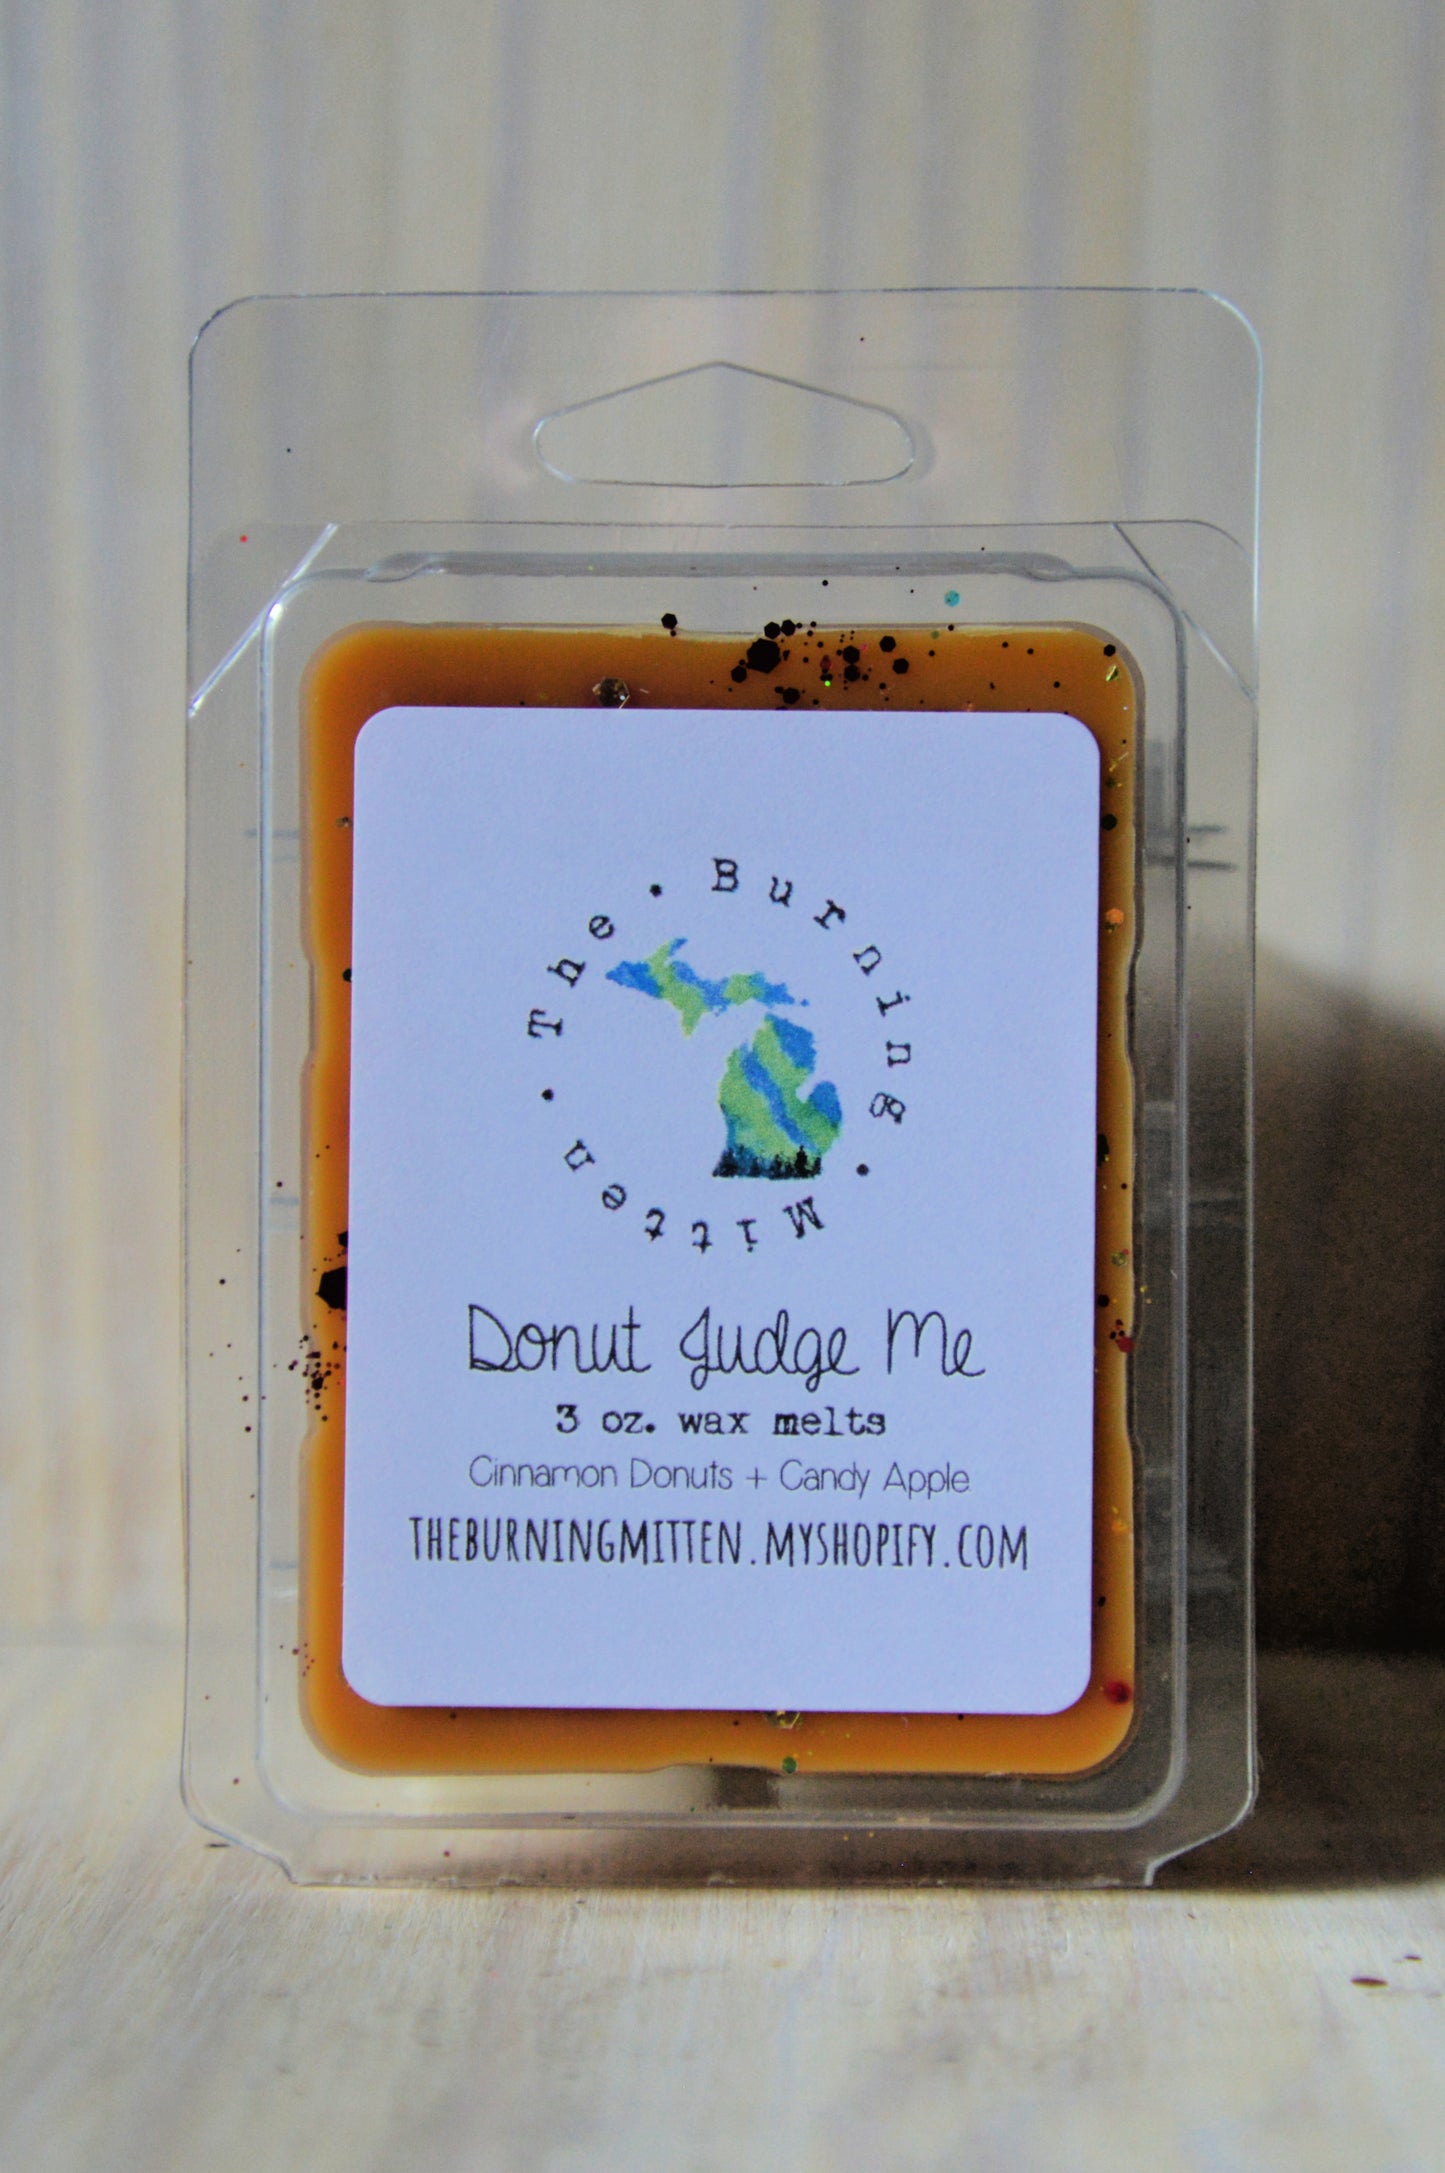 The • Burning • Mitten •
Donut Judge Me
3 oz. wax melts
Cinnamon Donuts + Candy Apple
THEBURNINGMITTEN.MYSHOPIFY.COM